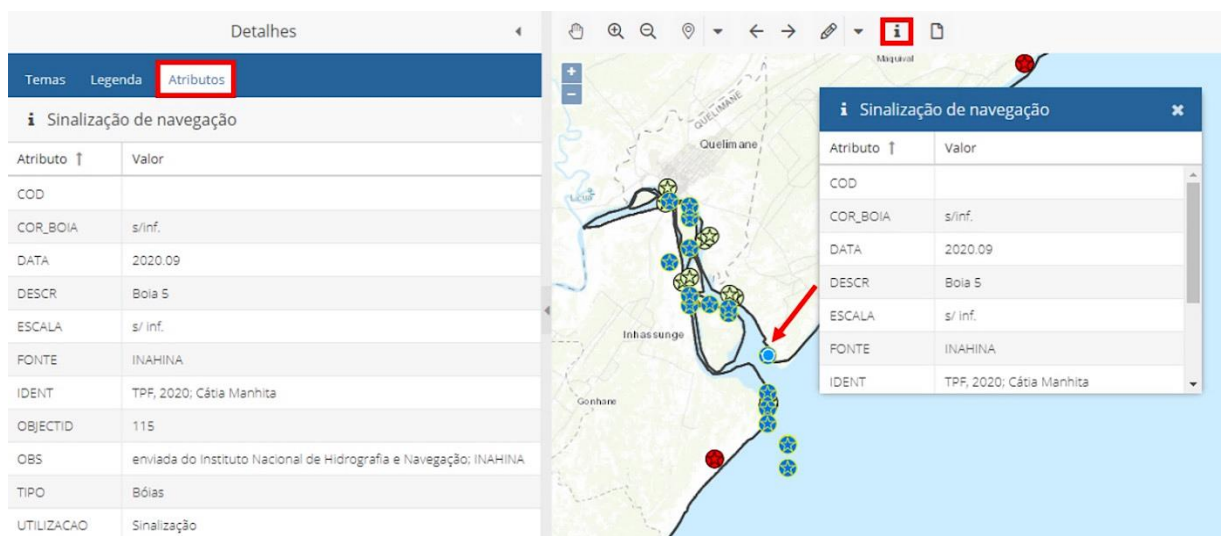 Detalhes
Temas Legenda Atributos
i Sinalização de navegação
Atributo ↑ Valor
COD
COR_BOIA s/inf.
DATA 2020.09
DESCR Boia 5
ESCALA s/ inf.
FONTE INAHINA
IDENT TPF, 2020; Cátia Manhita
OBJECTID 115
OBS enviada do Instituto Nacional de Hidrografia e Navegação; INAHINA
TIPO Bóias
UTILIZACAO Sinalização
i
+
−
Maquival
QUELIMANE
Quelimane
Licuá
Inhassunge
Gonhane
i Sinalização de navegação
Atributo ↑ Valor
COD
COR_BOIA s/inf.
DATA 2020.09
DESCR Boia 5
ESCALA s/ inf.
FONTE INAHINA
IDENT TPF, 2020; Cátia Manhita